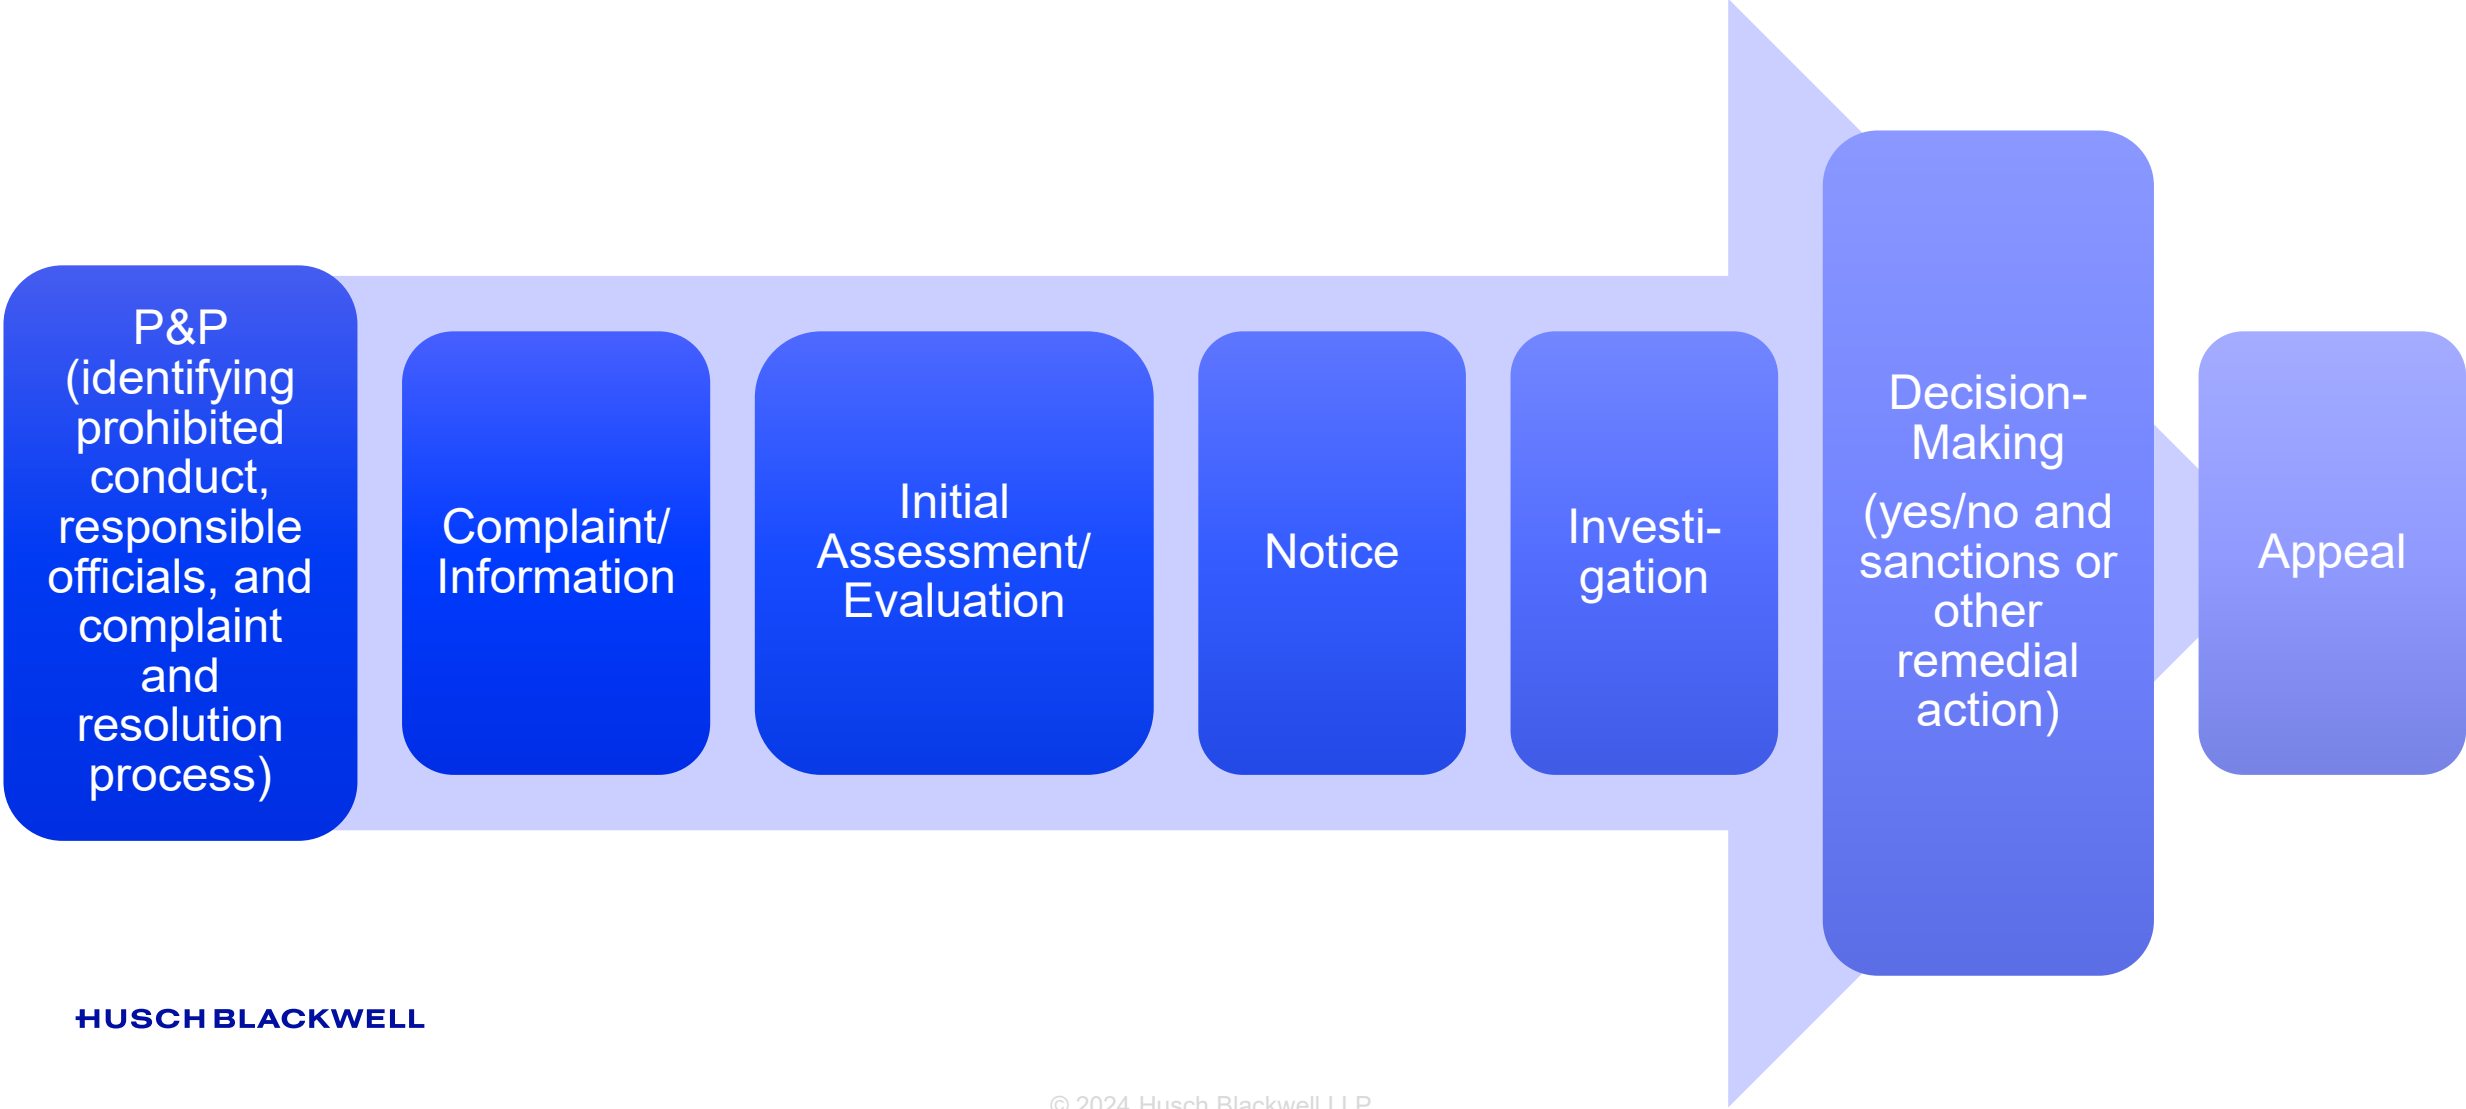 P&P
(identifying
prohibited
conduct,
responsible
officials, and
complaint
and
resolution
process)
Complaint/
Information
Initial
Assessment/
Evaluation
Notice
Investi-
gation
Decision-
Making
(yes/no and
sanctions or
other
remedial
action)
Appeal
HUSCH BLACKWELL
© 2024 Husch Blackwell LLP